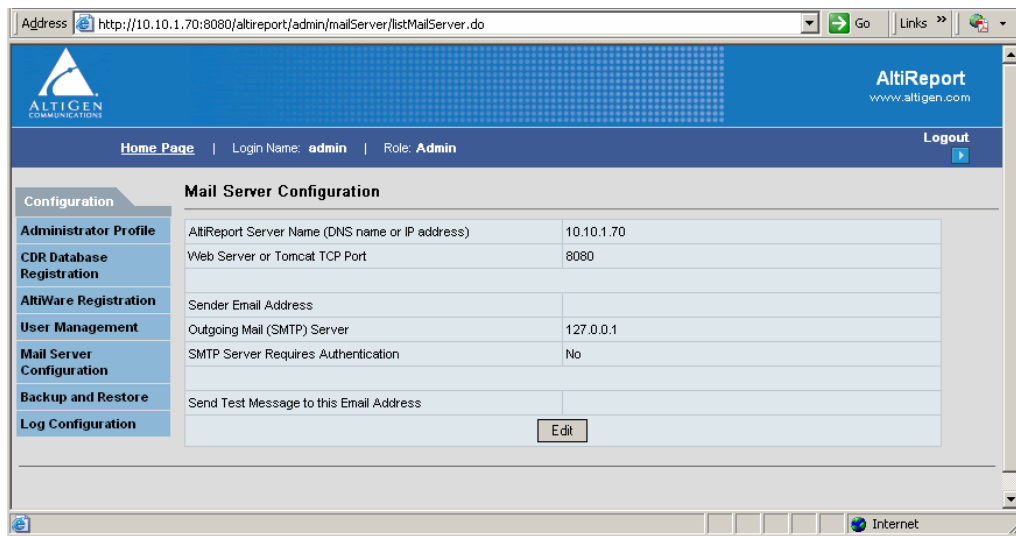 Address http://10.10.1.70:8080/altireport/admin/mailServer/listMailServer.do Go Links »
ALTIGEN
COMMUNICATIONS
AltiReport
www.altigen.com
Home Page | Login Name: admin | Role: Admin
Logout
Configuration
Administrator Profile
CDR Database
Registration
AltiWare Registration
User Management
Mail Server
Configuration
Backup and Restore
Log Configuration
Mail Server Configuration
AltiReport Server Name (DNS name or IP address) 10.10.1.70
Web Server or Tomcat TCP Port 8080
Sender Email Address
Outgoing Mail (SMTP) Server 127.0.0.1
SMTP Server Requires Authentication No
Send Test Message to this Email Address
Edit
Internet